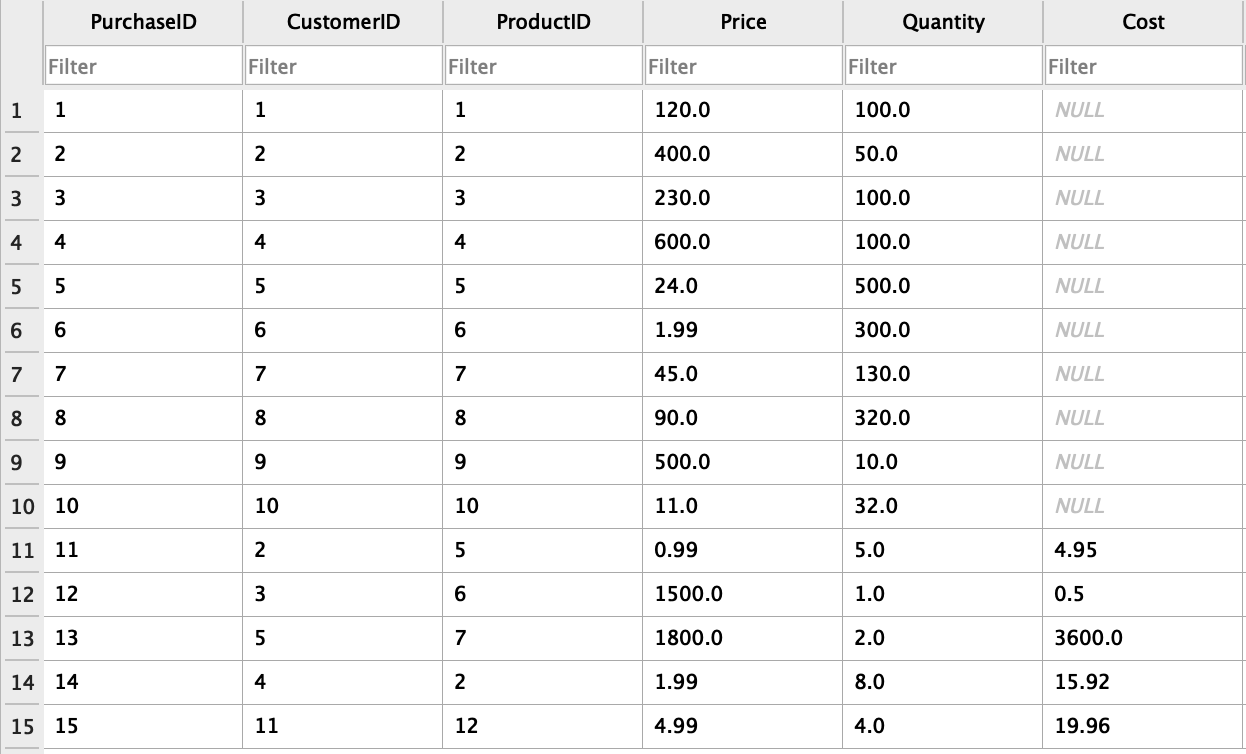 PurchaseID CustomerID ProductID Price Quantity Cost
Filter Filter Filter Filter Filter Filter
1 1 1 1 120.0 100.0 NULL
2 2 2 2 400.0 50.0 NULL
3 3 3 3 230.0 100.0 NULL
4 4 4 4 600.0 100.0 NULL
5 5 5 5 24.0 500.0 NULL
6 6 6 6 1.99 300.0 NULL
7 7 7 7 45.0 130.0 NULL
8 8 8 8 90.0 320.0 NULL
9 9 9 9 500.0 10.0 NULL
10 10 10 10 11.0 32.0 NULL
11 11 2 5 0.99 5.0 4.95
12 12 3 6 1500.0 1.0 0.5
13 13 5 7 1800.0 2.0 3600.0
14 14 4 2 1.99 8.0 15.92
15 15 11 12 4.99 4.0 19.96